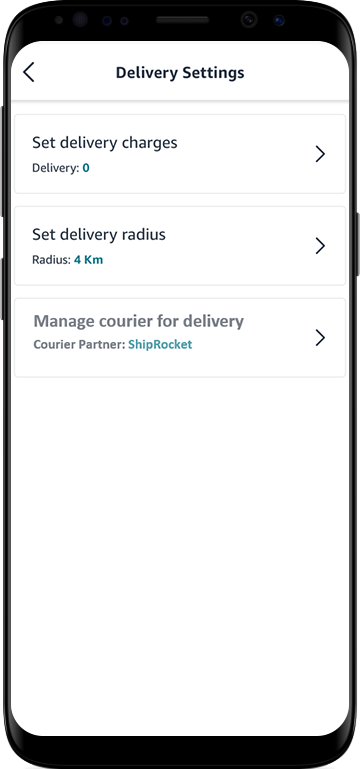 Delivery Settings
Set delivery charges
Delivery: 0
Set delivery radius
Radius: 4 Km
Manage courier for delivery
Courier Partner: ShipRocket